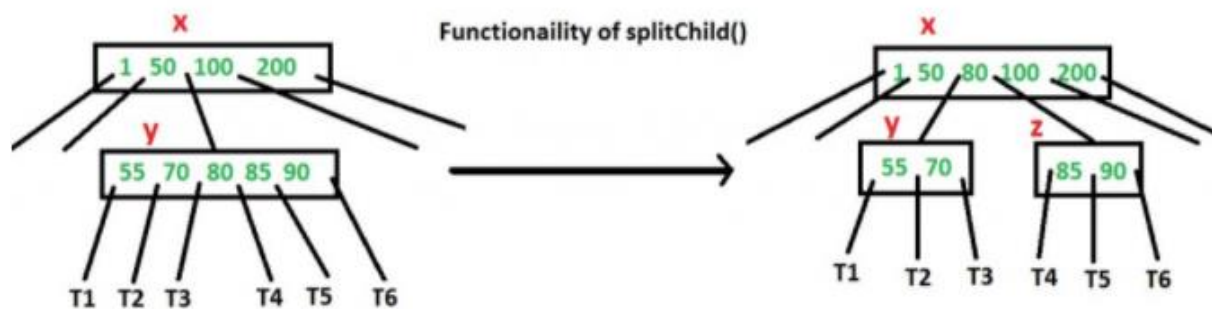 x
Functionaility of splitChild()
x
1 50 100 200
1 50 80 100 200
y
y
z
55 70 80 85 90
55 70
85 90
T1 T2 T3 T4 T5 T6
T1 T2 T3 T4 T5 T6